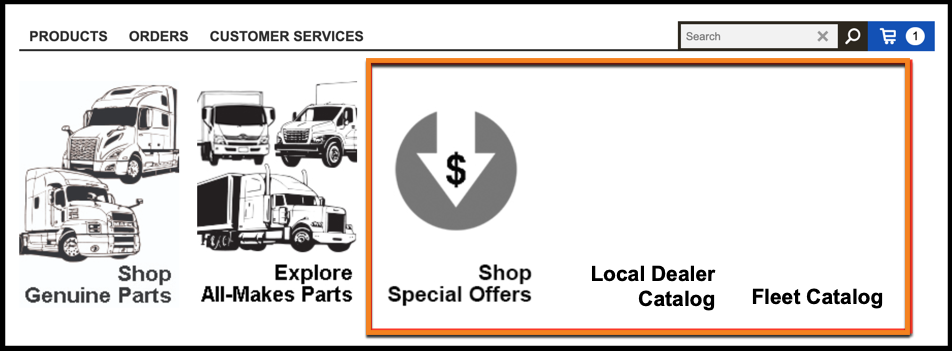 PRODUCTS ORDERS CUSTOMER SERVICES Search 1
$
Shop
Genuine Parts
Explore
All-Makes Parts
Shop
Special Offers
Local Dealer
Catalog
Fleet Catalog